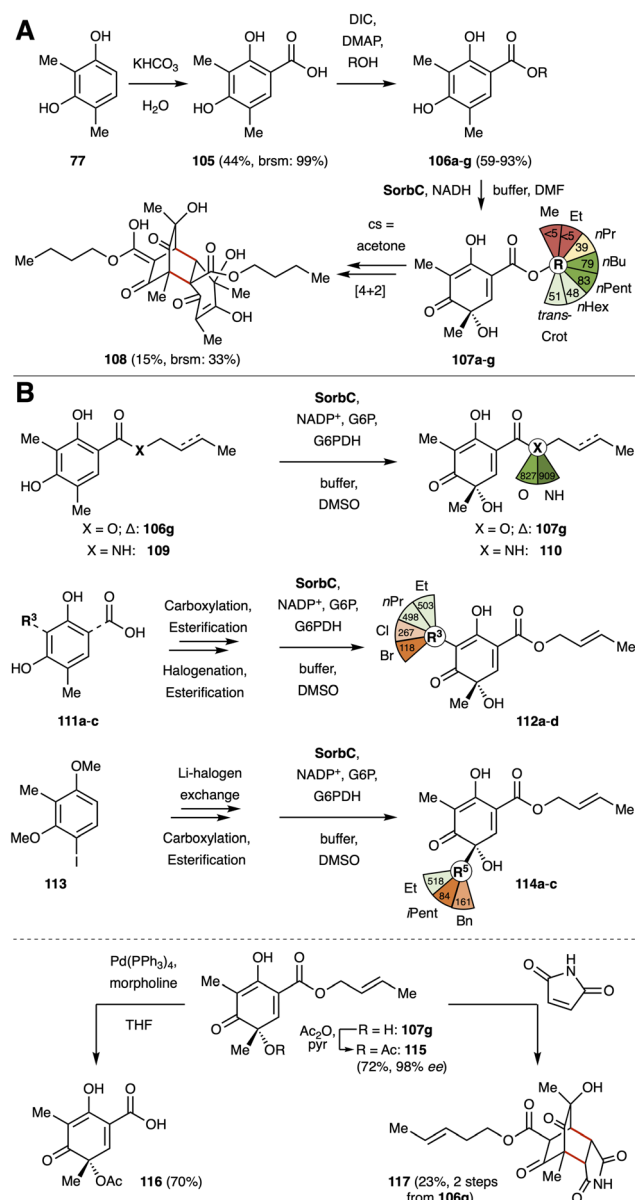 A
OH
Me
HO
Me
77
KHCO3
H2O
OH
O
Me
OH
HO
Me
105 (44%, brsm: 99%)
DIC,
DMAP,
ROH
OH
O
Me
OR
HO
Me
106a-g (59-93%)
SorbC, NADH
buffer, DMF
Me
OH
OH
O
O
O
O
Me
Me
O
O
OH
O
Me
OH
O
Me
Me
108 (15%, brsm: 33%)
cs =
acetone
[4+2]
OH
O
Me
O
R
O
Me
OH
Me
Et
nPr
nBu
nPent
nHex
trans-
Crot
<5
<5
39
79
83
48
51
107a-g
B
OH
O
Me
X
Me
HO
Me
X = O; Δ: 106g
X = NH: 109
SorbC,
NADP+, G6P,
G6PDH
buffer,
DMSO
OH
O
Me
X
Me
O
Me
OH
827
909
O
NH
X = O; Δ: 107g
X = NH: 110
R3
OH
O
OH
HO
Me
111a-c
Carboxylation,
Esterification
Halogenation,
Esterification
SorbC,
NADP+, G6P,
G6PDH
buffer,
DMSO
Et
nPr
Cl
Br
503
498
267
118
R3
OH
O
O
Me
O
Me
OH
112a-d
OMe
Me
MeO
I
113
Li-halogen
exchange
Carboxylation,
Esterification
SorbC,
NADP+, G6P,
G6PDH
buffer,
DMSO
OH
O
Me
O
Me
O
OH
R5
518
84
161
Et
iPent
Bn
114a-c
Pd(PPh3)4,
morpholine
THF
OH
O
Me
O
Me
O
Me
OR
Ac2O,
pyr
R = H: 107g
R = Ac: 115
(72%, 98% ee)
O
NH
O
OH
O
Me
OH
O
Me
OAc
116 (70%)
Me
OH
O
O
Me
O
O
Me
O
NH
O
117 (23%, 2 steps
from 106g)